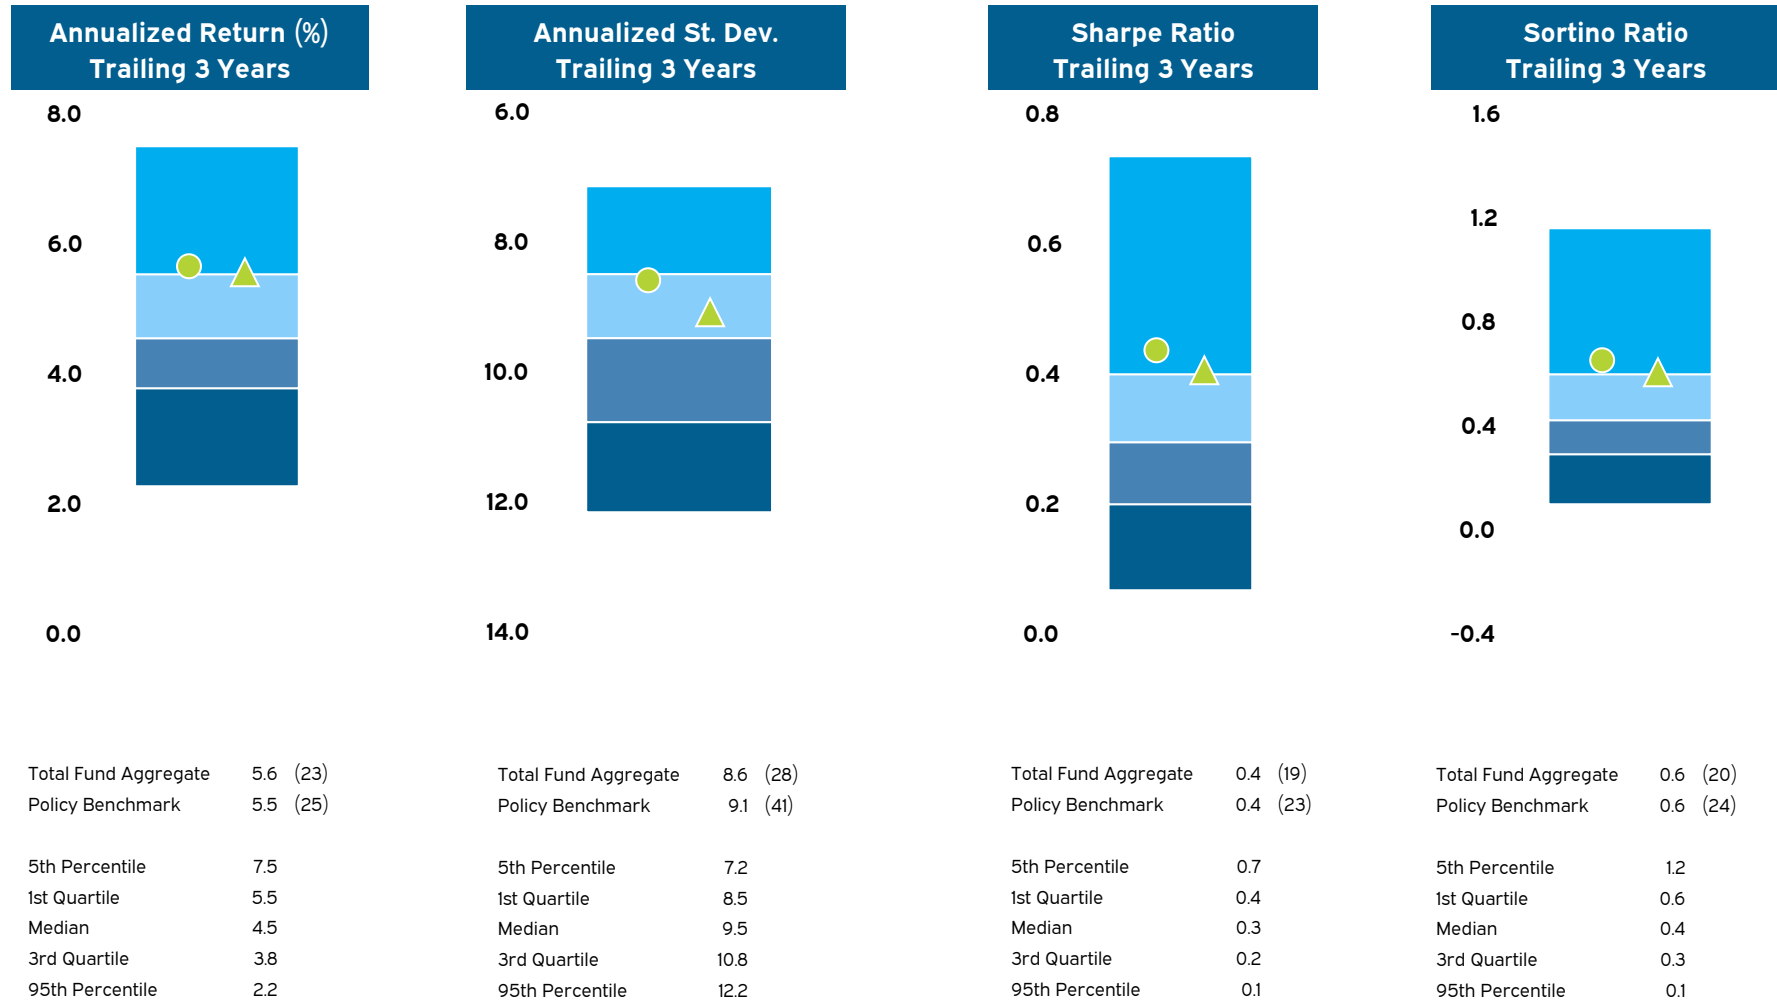 Annualized Return (%)
Trailing 3 Years
8.0
6.0
4.0
2.0
0.0
Total Fund Aggregate 5.6 (23)
Policy Benchmark 5.5 (25)
5th Percentile 7.5
1st Quartile 5.5
Median 4.5
3rd Quartile 3.8
95th Percentile 2.2
Annualized St. Dev.
Trailing 3 Years
6.0
8.0
10.0
12.0
14.0
Total Fund Aggregate 8.6 (28)
Policy Benchmark 9.1 (41)
5th Percentile 7.2
1st Quartile 8.5
Median 9.5
3rd Quartile 10.8
95th Percentile 12.2
Sharpe Ratio
Trailing 3 Years
0.8
0.6
0.4
0.2
0.0
Total Fund Aggregate 0.4 (19)
Policy Benchmark 0.4 (23)
5th Percentile 0.7
1st Quartile 0.4
Median 0.3
3rd Quartile 0.2
95th Percentile 0.1
Sortino Ratio
Trailing 3 Years
1.6
1.2
0.8
0.4
0.0
-0.4
Total Fund Aggregate 0.6 (20)
Policy Benchmark 0.6 (24)
5th Percentile 1.2
1st Quartile 0.6
Median 0.4
3rd Quartile 0.3
95th Percentile 0.1